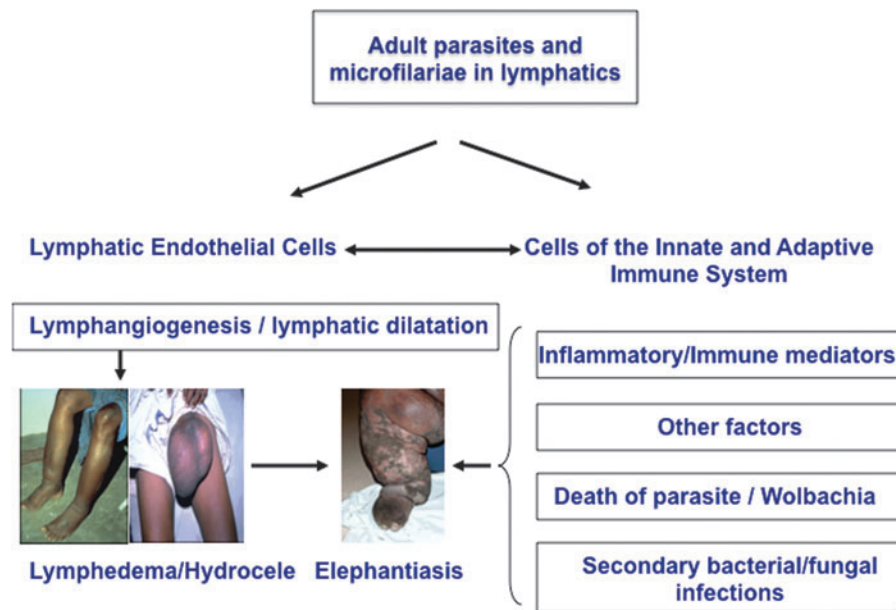 Adult parasites and
microfilariae in lymphatics
Lymphatic Endothelial Cells
Cells of the Innate and Adaptive
Immune System
Lymphangiogenesis / lymphatic dilatation
Inflammatory/Immune mediators
Other factors
Death of parasite / Wolbachia
Secondary bacterial/fungal
infections
Lymphedema/Hydrocele
Elephantiasis